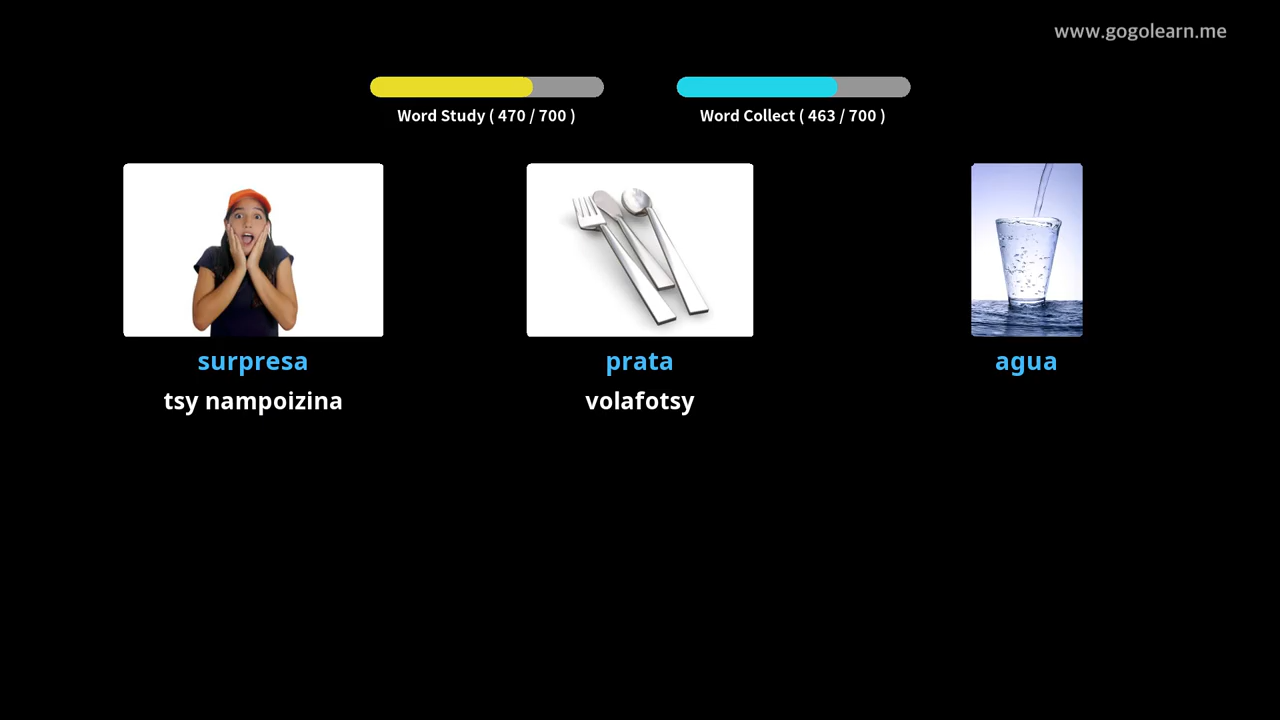 www.gogolearn.me
Word Study ( 470 / 700 )
Word Collect ( 463 / 700 )
surpresa
prata
agua
tsy nampoizina
volafotsy